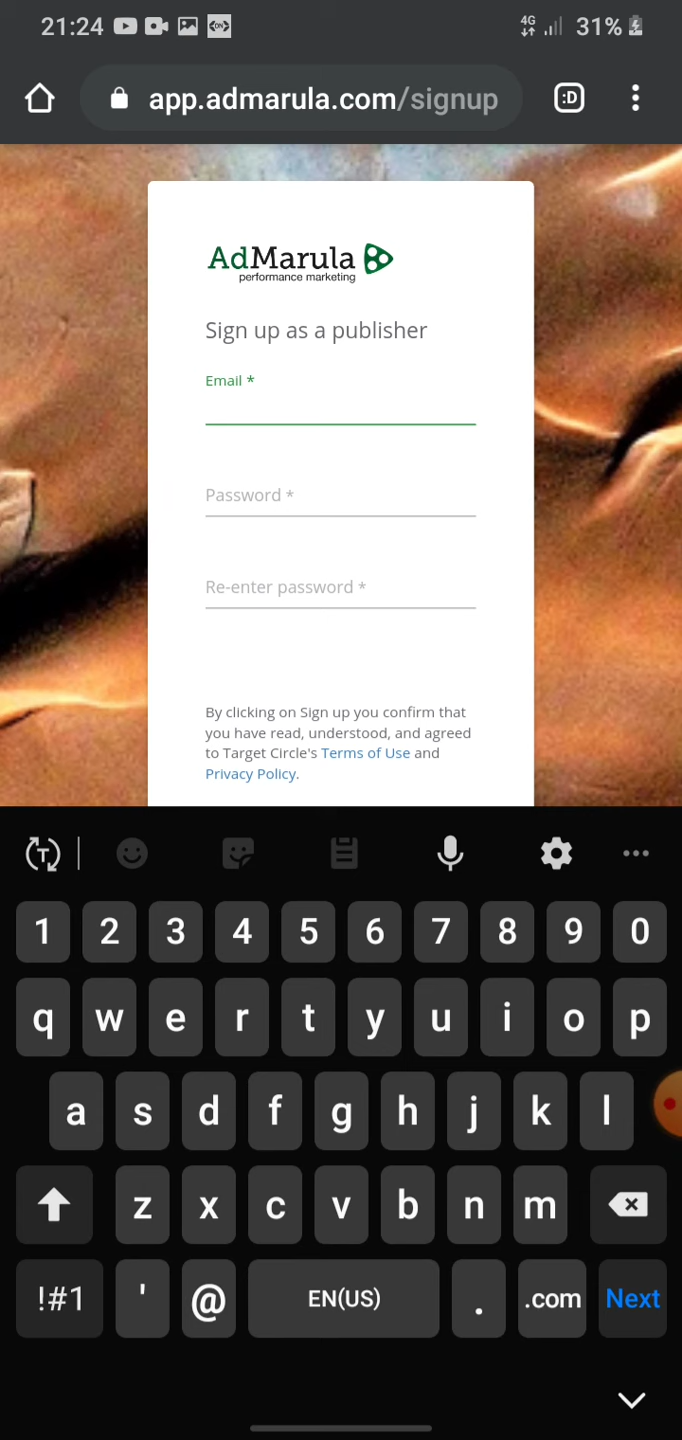 21:24
4G
31%
app.admarula.com/signup
:D
AdMarula
performance marketing
Sign up as a publisher
Email *
Password *
Re-enter password *
By clicking on Sign up you confirm that
you have read, understood, and agreed
to Target Circle's Terms of Use and
Privacy Policy.
T
1 2 3 4 5 6 7 8 9 0
q w e r t y u i o p
a s d f g h j k l
z x c v b n m
!#1 ' @ EN(US) . .com Next